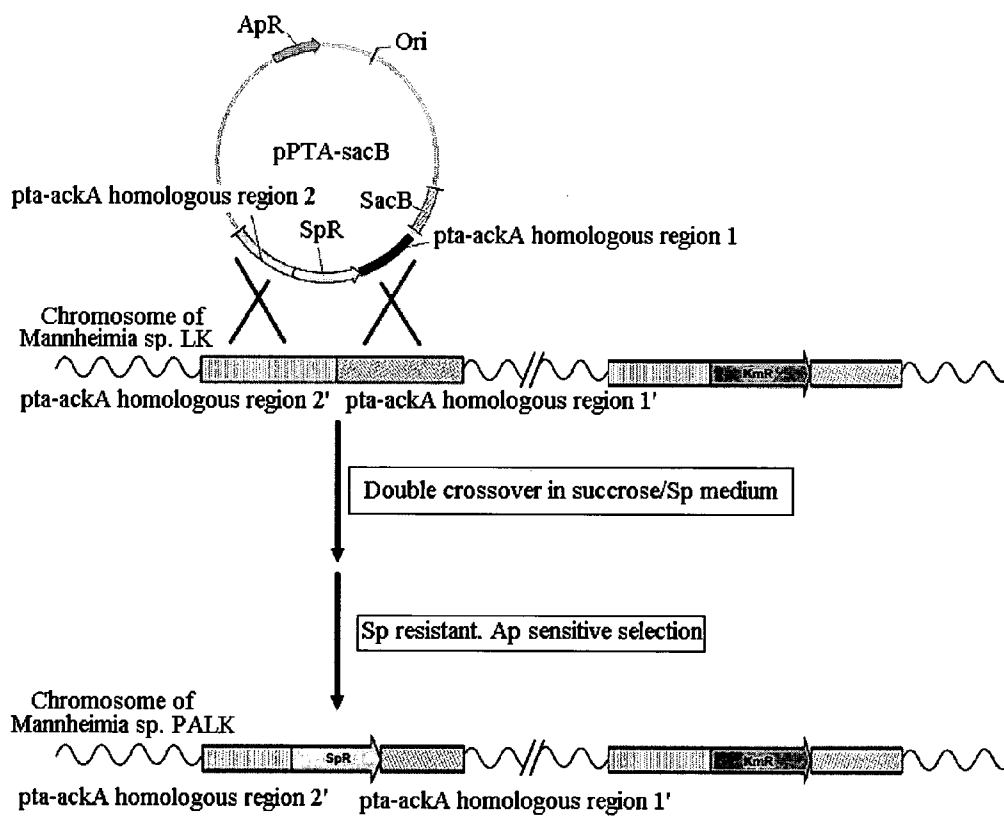 ApR
Ori
pPTA-sacB
pta-ackA homologous region 2
SacB
SpR
pta-ackA homologous region 1
Chromosome of
Mannheimia sp. LK
KmR
pta-ackA homologous region 2'
pta-ackA homologous region 1'
Double crossover in succrose/Sp medium
Sp resistant. Ap sensitive selection
Chromosome of
Mannheimia sp. PALK
SpR
KmR
pta-ackA homologous region 2'
pta-ackA homologous region 1'